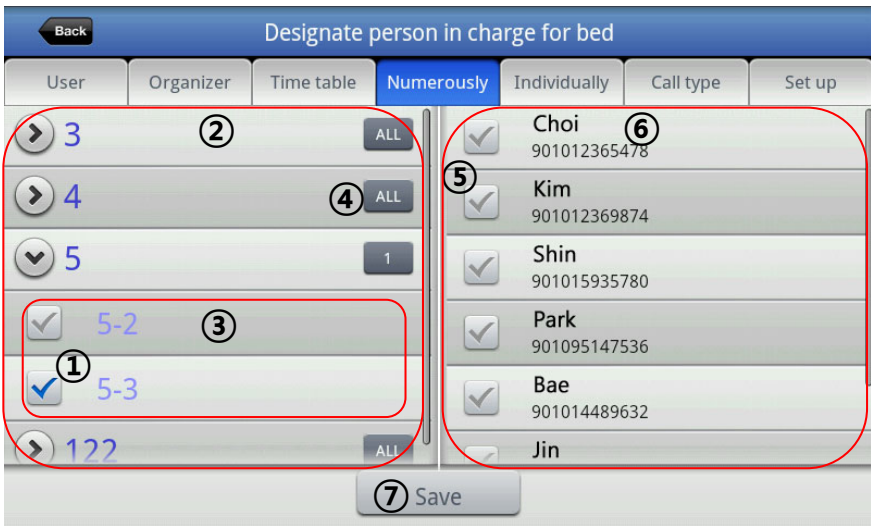 Back
Designate person in charge for bed
User Organizer Time table Numerously Individually Call type Set up
3 ② ALL
4 ④ ALL
5 1
5-2 ③
① 5-3
122 ALL
Choi ⑥
901012365478
⑤
Kim
901012369874
Shin
901015935780
Park
901095147536
Bae
901014489632
Jin
⑦ Save